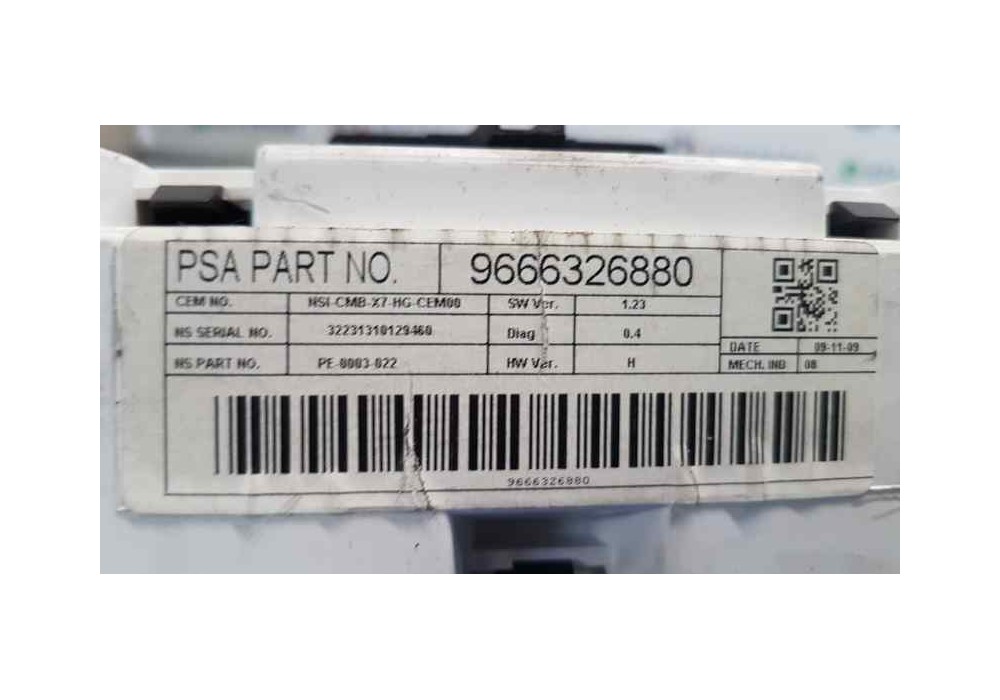 PSA PART NO. 9666326880
CEM NO. NSI-CMB-X7-HG-CEM00 SW Ver. 1.23
NS SERIAL NO. 32231310129460 Diag 0.4
DATE 09-11-09
NS PART NO. PE-0003-022 HW Ver. H
MECH. IND 08
9666326880